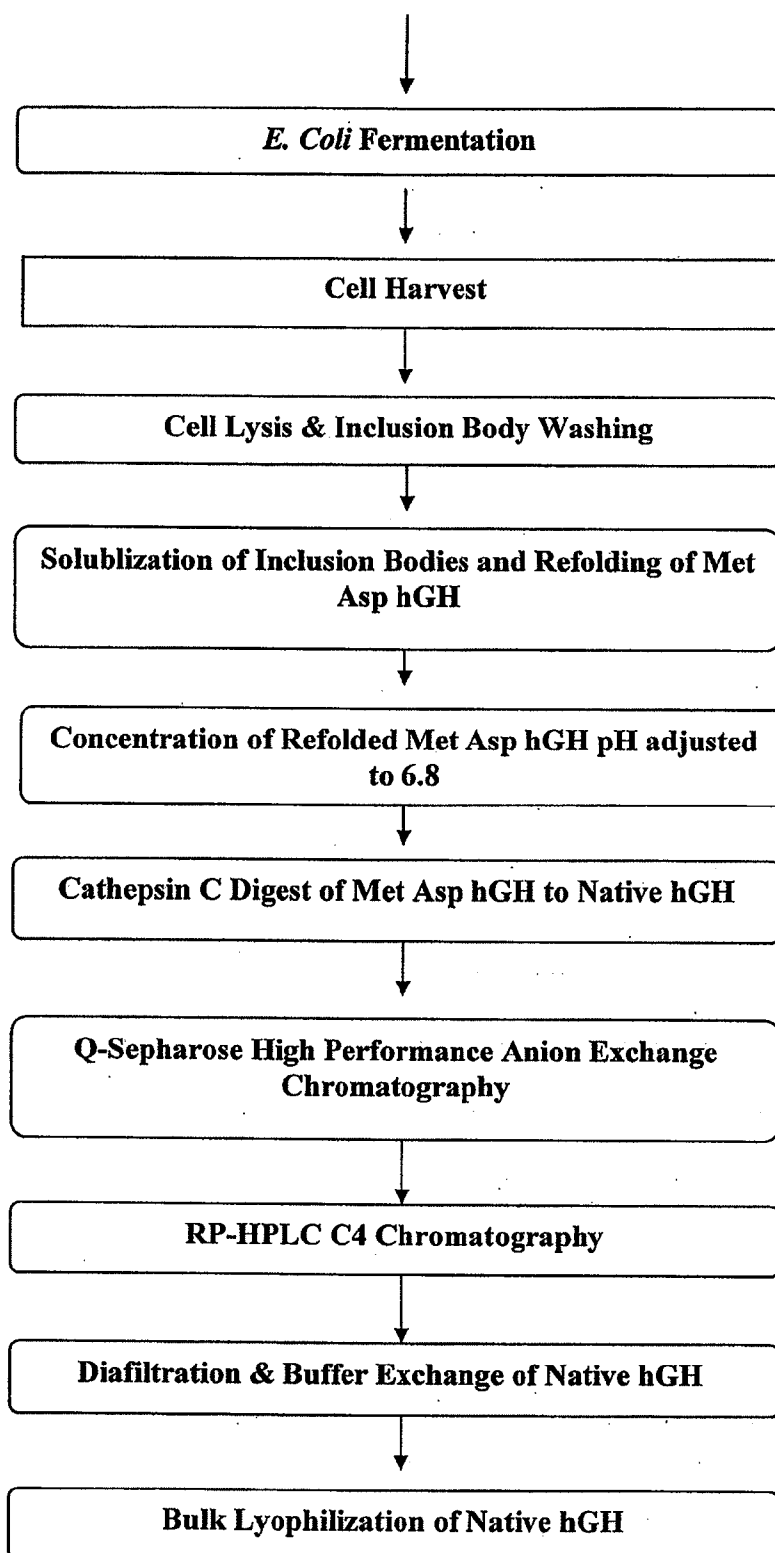 E. Coli Fermentation
Cell Harvest
Cell Lysis & Inclusion Body Washing
Solublization of Inclusion Bodies and Refolding of Met
Asp hGH
Concentration of Refolded Met Asp hGH pH adjusted
to 6.8
Cathepsin C Digest of Met Asp hGH to Native hGH
Q-Sepharose High Performance Anion Exchange
Chromatography
RP-HPLC C4 Chromatography
Diafiltration & Buffer Exchange of Native hGH
Bulk Lyophilization of Native hGH